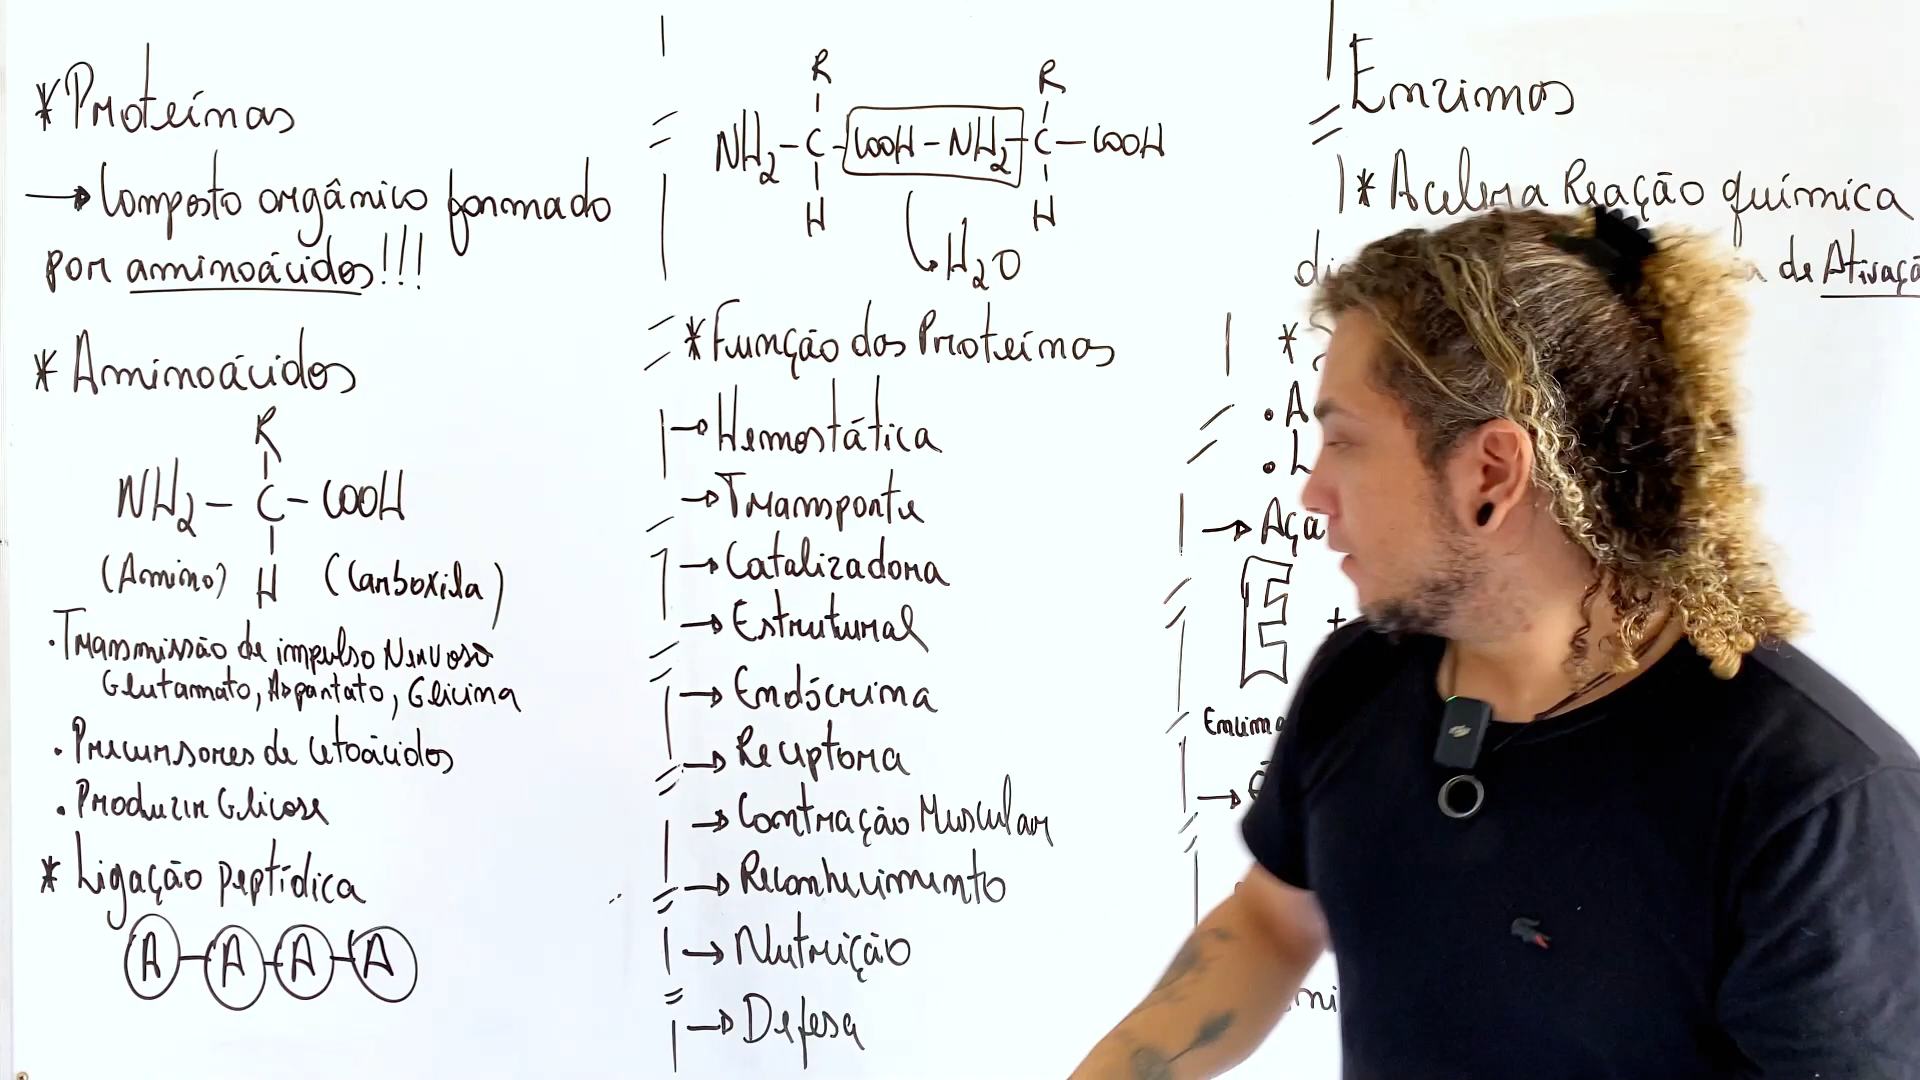 * Proteínas
→ Composto orgânico formado
por aminoácidos!!!
* Aminoácidos
R
NH2 - C - COOH
(Amino) H (Carboxila)
• Transmissão de impulso Nervoso
Glutamato, Aspartato, Glicina
• Precursores de Cetoácidos
• Produzir Glicose
* Ligação peptídica
A - A - A - A
R R
NH2 - C - COOH - NH2 - C - COOH
H H
H2O
* Função das Proteínas
→ Hemostática
→ Transporte
→ Catalizadora
→ Estrutural
→ Endócrina
→ Receptora
→ Contração Muscular
→ Reconhecimento
→ Nutrição
→ Defesa
Enzimas
* Acelera Reação química
de Ativaçã
*
• A
• L
→ Aça
E +
Enzima
→